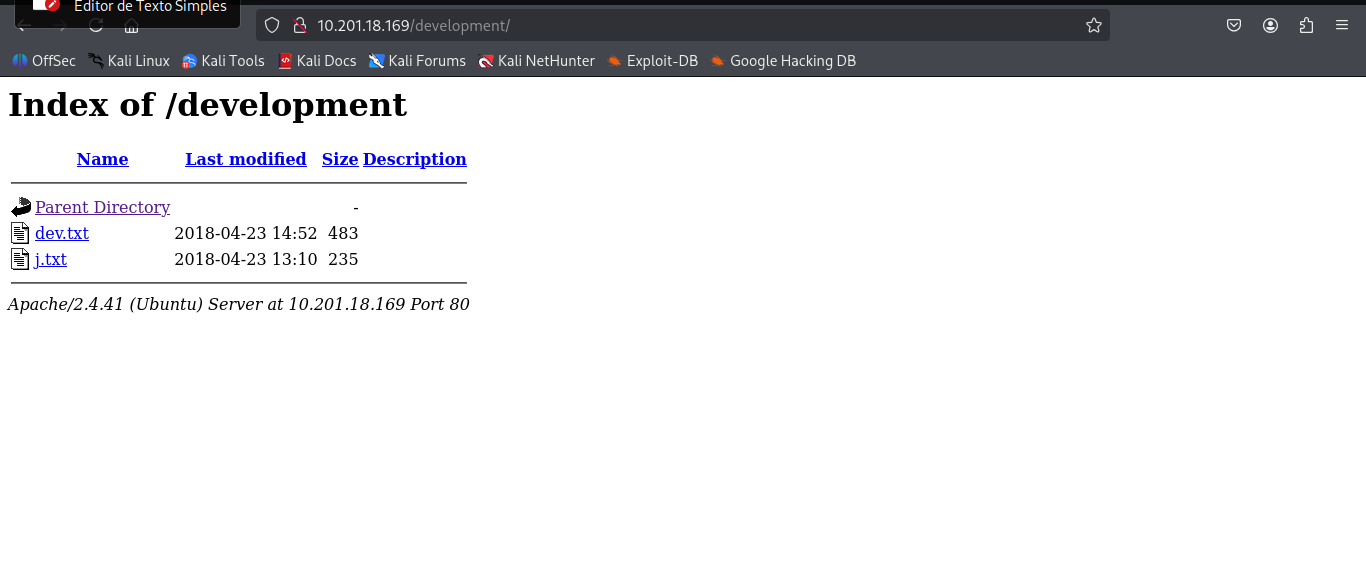 Editor de Texto Simples
10.201.18.169/development/
OffSec Kali Linux Kali Tools Kali Docs Kali Forums Kali NetHunter Exploit-DB Google Hacking DB
Index of /development
Name Last modified Size Description
Parent Directory -
dev.txt 2018-04-23 14:52 483
j.txt 2018-04-23 13:10 235
Apache/2.4.41 (Ubuntu) Server at 10.201.18.169 Port 80